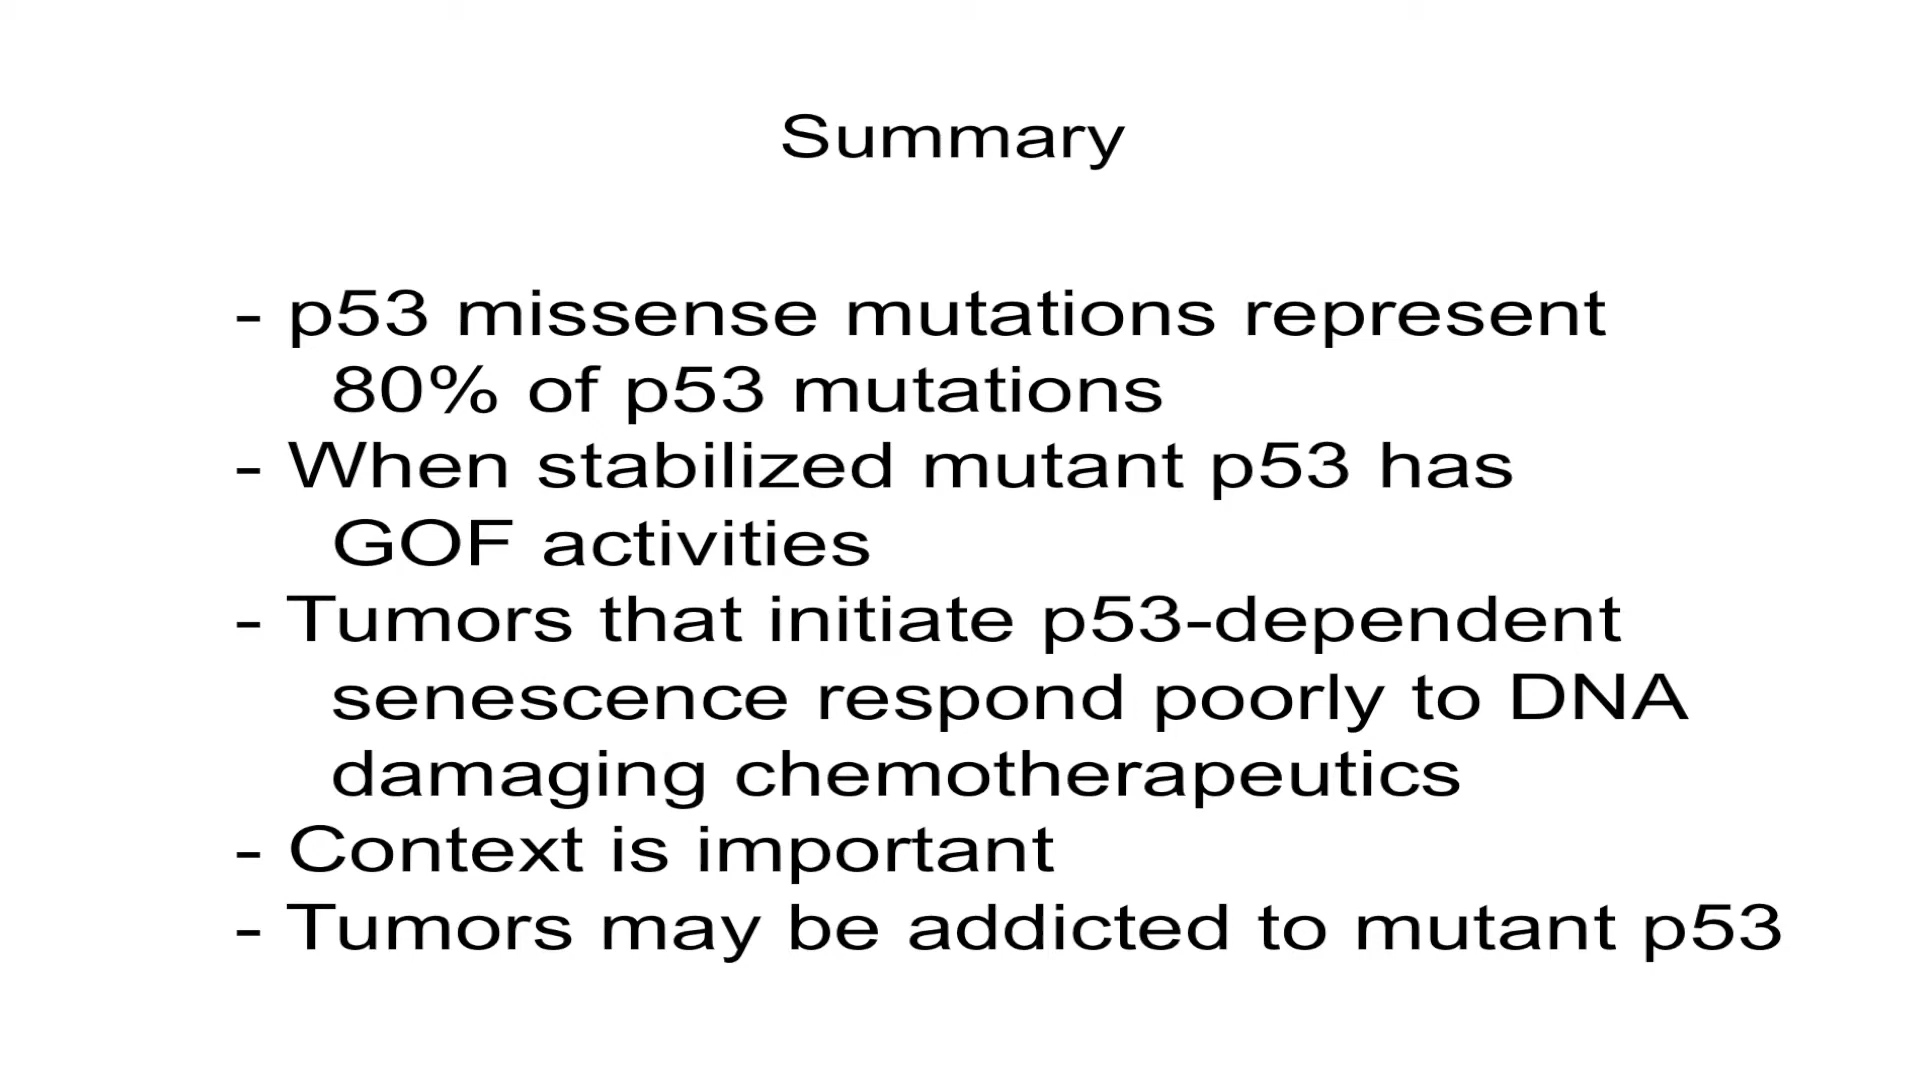 Summary
- p53 missense mutations represent
80% of p53 mutations
- When stabilized mutant p53 has
GOF activities
- Tumors that initiate p53-dependent
senescence respond poorly to DNA
damaging chemotherapeutics
- Context is important
- Tumors may be addicted to mutant p53